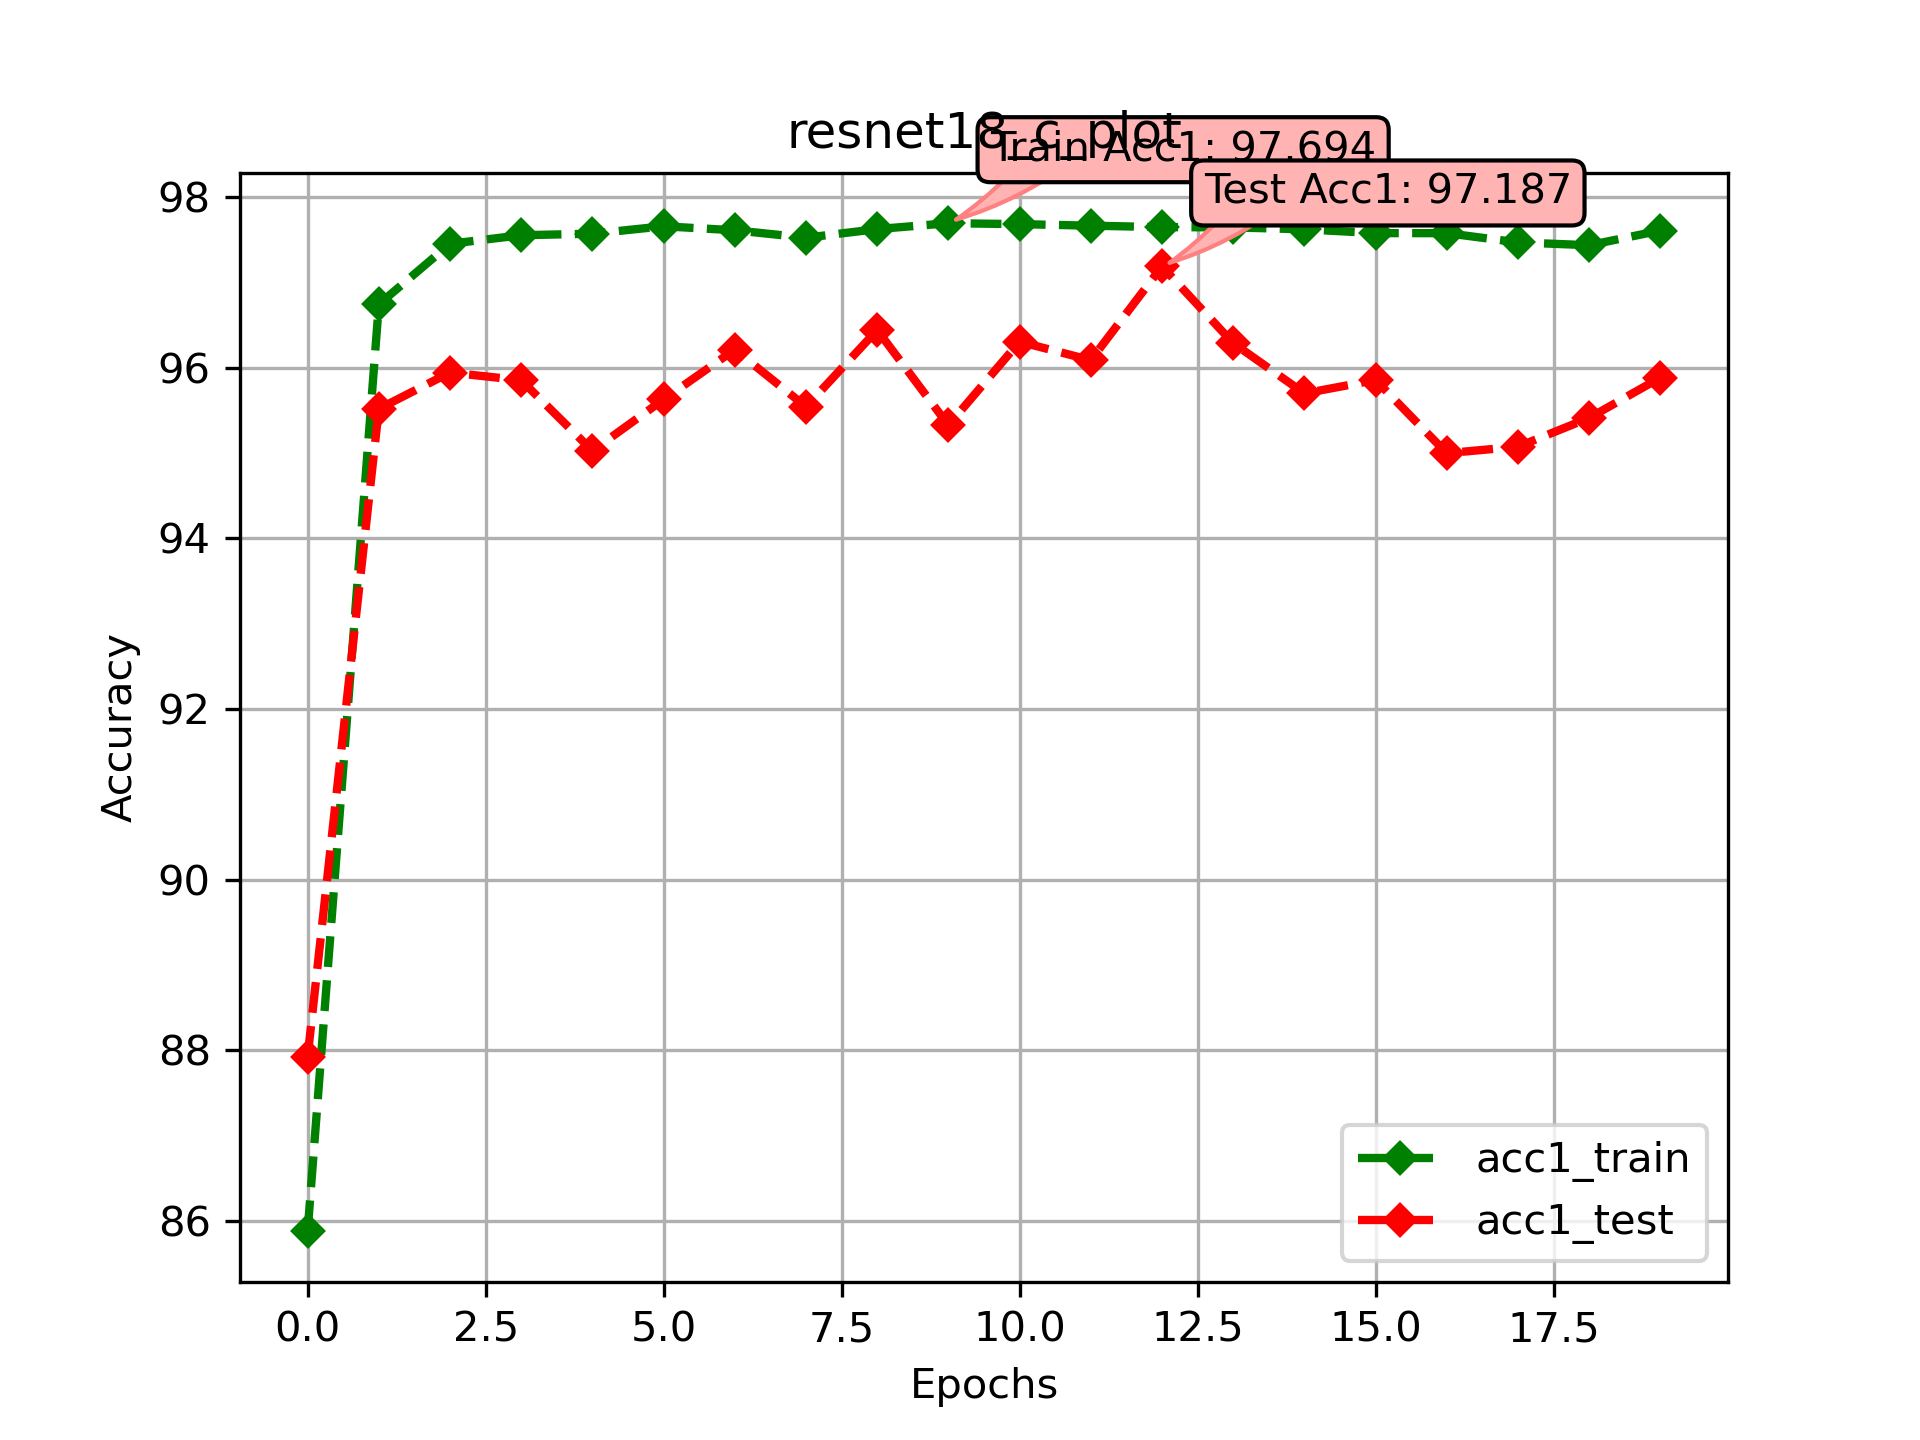 resnet18_c_plot
Train Acc1: 97.694
Test Acc1: 97.187
98
96
94
92
90
88
86
Accuracy
0.0 2.5 5.0 7.5 10.0 12.5 15.0 17.5
Epochs
acc1_train
acc1_test